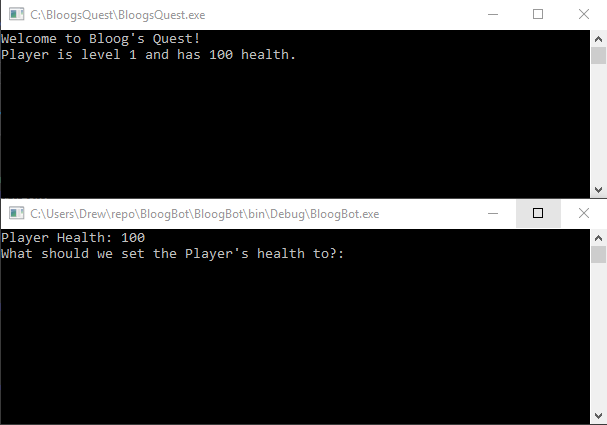 C:\BloogsQuest\BloogsQuest.exe
Welcome to Bloog's Quest!
Player is level 1 and has 100 health.
C:\Users\Drew\repo\BloogBot\BloogBot\bin\Debug\BloogBot.exe
Player Health: 100
What should we set the Player's health to?: